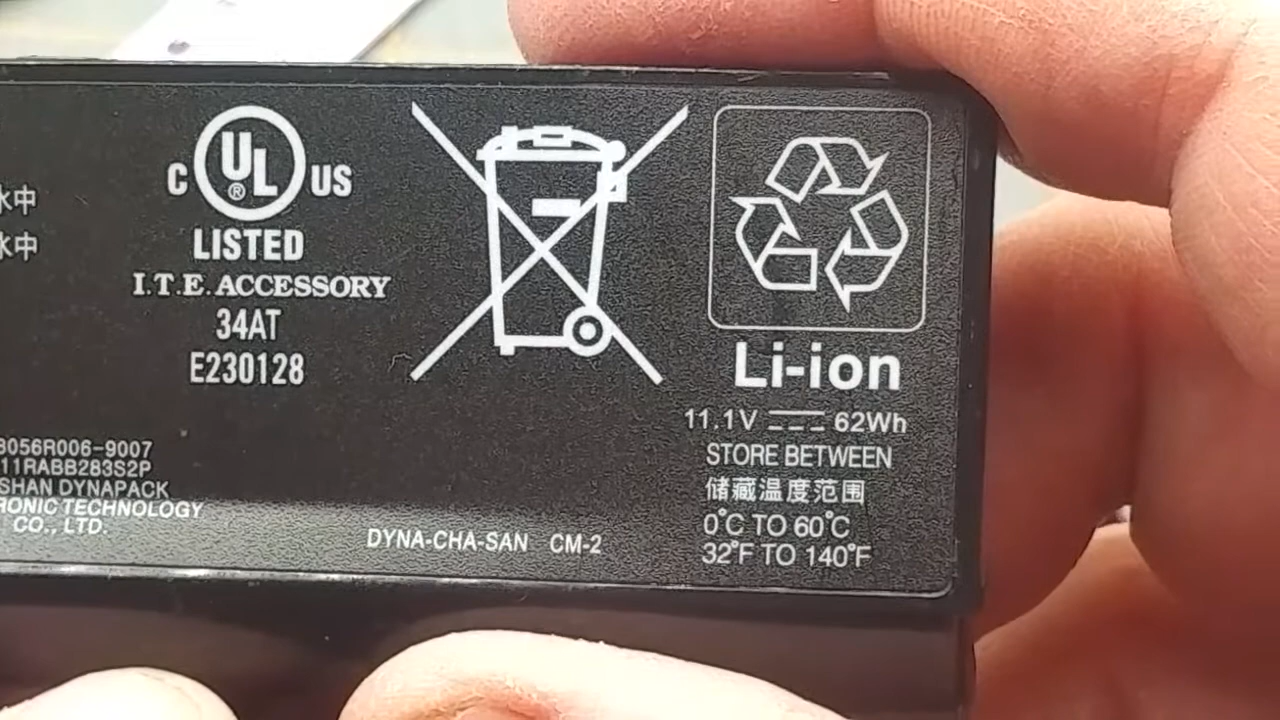 水中
水中
C UL® US
LISTED
I.T.E. ACCESSORY
34AT
E230128
Li-ion
11.1V ⎓ 62Wh
STORE BETWEEN
储藏温度范围
0°C TO 60°C
32°F TO 140°F
3056R006-9007
11RABB283S2P
SHAN DYNAPACK
RONIC TECHNOLOGY
CO., LTD.
DYNA-CHA-SAN CM-2